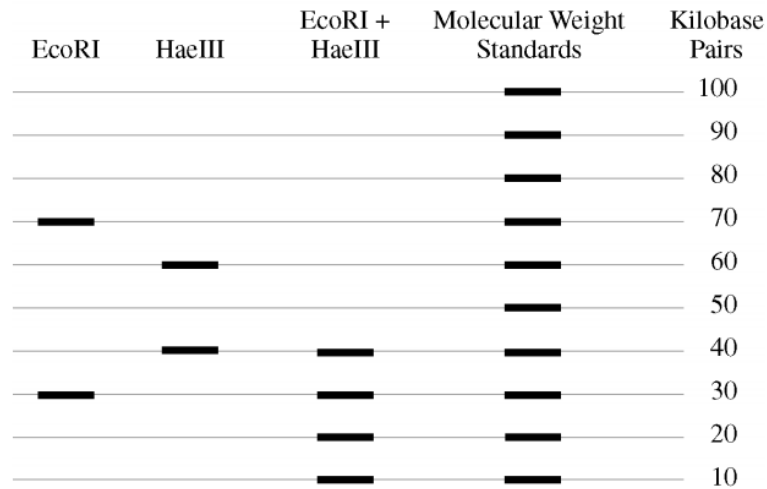 EcoRI
HaeIII
EcoRI +
HaeIII
Molecular Weight
Standards
Kilobase
Pairs
100
90
80
70
60
50
40
30
20
10